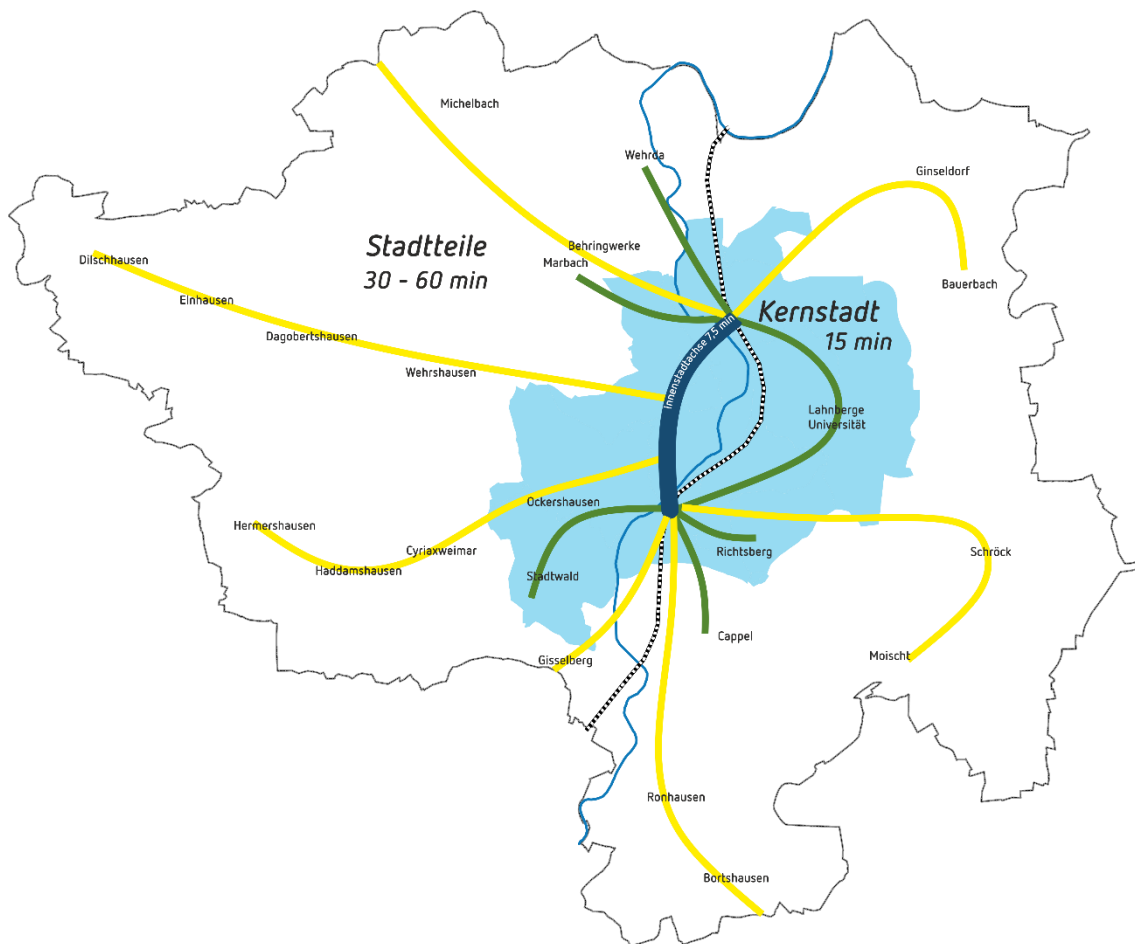 Michelbach
Wehrda
Ginseldorf
Stadtteile
30 - 60 min
Behringwerke
Marbach
Dilschhausen
Bauerbach
Elnhausen
Kernstadt
15 min
Dagobertshausen
Innenstadtachse 7,5 min
Wehrshausen
Lahnberge
Universität
Ockershausen
Hermershausen
Cyriaxweimar
Haddamshausen
Richtsberg
Schröck
Stadtwald
Cappel
Gisselberg
Moischt
Ronhausen
Bortshausen